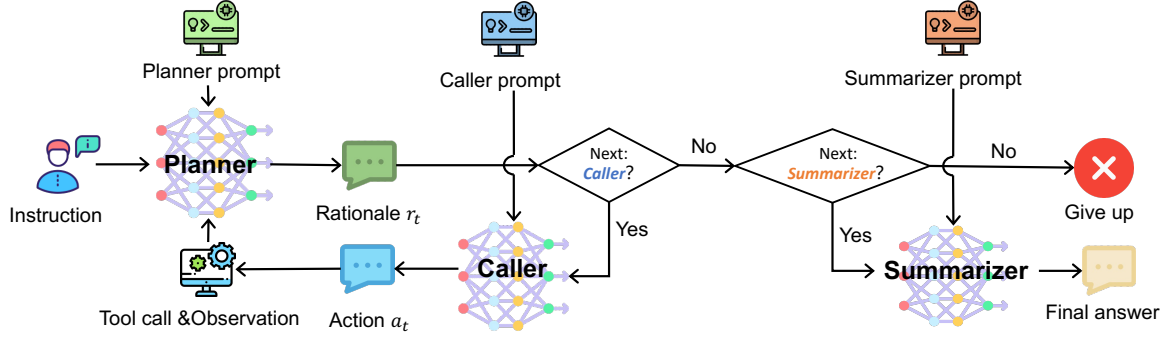 Planner prompt
Caller prompt
Summarizer prompt
Planner
Next:
Caller?
No
Next:
Summarizer?
No
Instruction
Rationale r_t
Yes
Yes
Give up
Caller
Summarizer
Tool call &Observation
Action a_t
Final answer